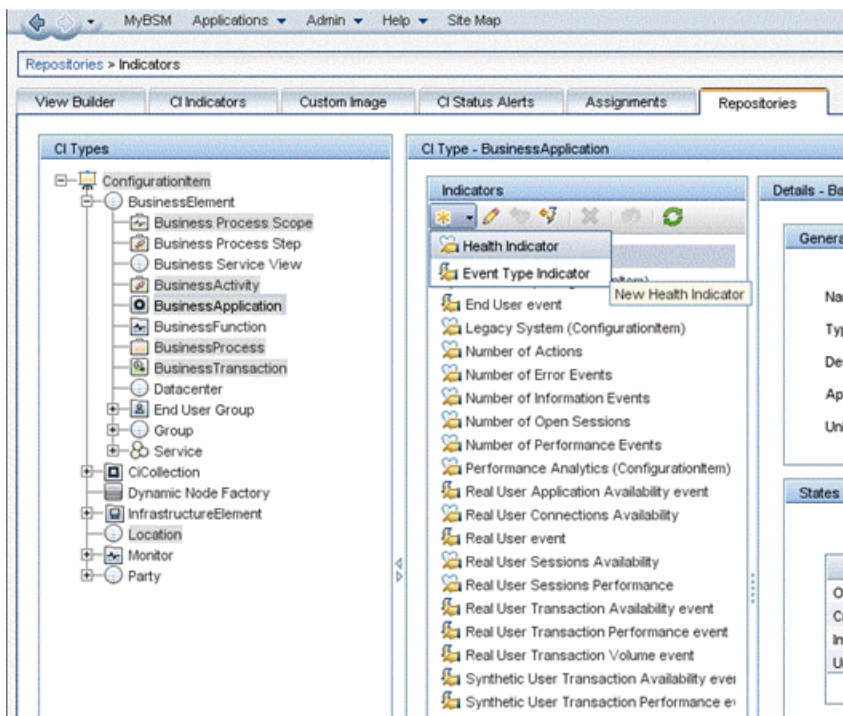 MyBSM Applications Admin Help Site Map
Repositories > Indicators
View Builder CI Indicators Custom Image CI Status Alerts Assignments Repositories
CI Types
ConfigurationItem
BusinessElement
Business Process Scope
Business Process Step
Business Service View
BusinessActivity
BusinessApplication
BusinessFunction
BusinessProcess
BusinessTransaction
Datacenter
End User Group
Group
Service
CiCollection
Dynamic Node Factory
InfrastructureElement
Location
Monitor
Party
CI Type - BusinessApplication
Indicators
Health Indicator
Event Type Indicator
New Health Indicator
End User event
Legacy System (ConfigurationItem)
Number of Actions
Number of Error Events
Number of Information Events
Number of Open Sessions
Number of Performance Events
Performance Analytics (ConfigurationItem)
Real User Application Availability event
Real User Connections Availability
Real User event
Real User Sessions Availability
Real User Sessions Performance
Real User Transaction Availability event
Real User Transaction Performance event
Real User Transaction Volume event
Synthetic User Transaction Availability
Synthetic User Transaction Performance
Details - Ba
Genera
Na
Ty
De
Ap
Uni
States
O
C
In
U